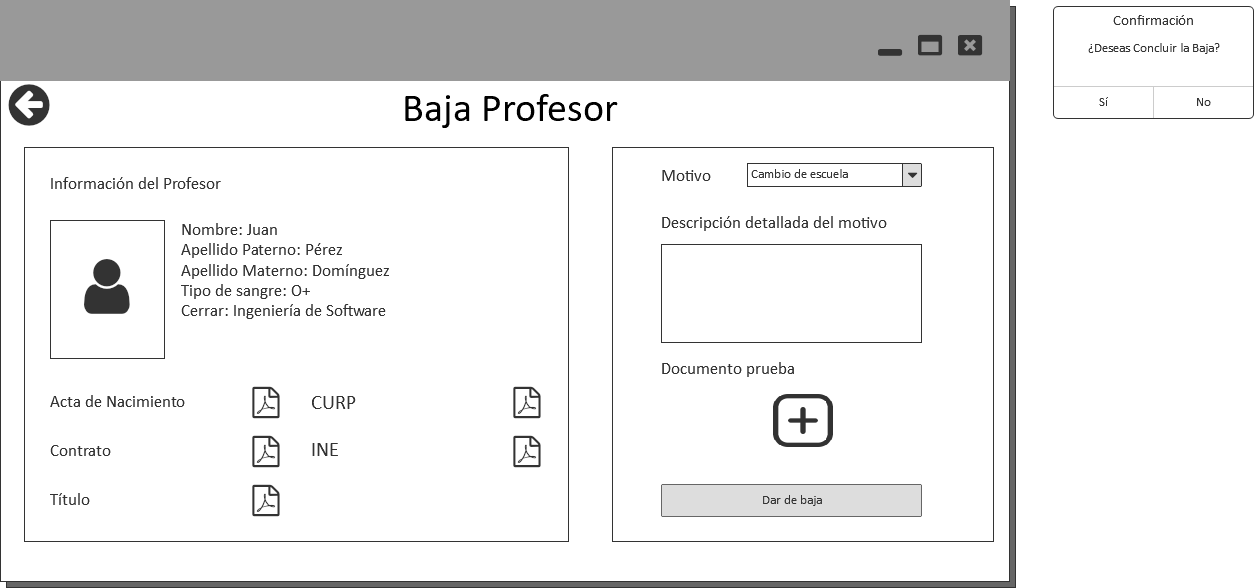 Baja Profesor
Información del Profesor
Nombre: Juan
Apellido Paterno: Pérez
Apellido Materno: Domínguez
Tipo de sangre: O+
Cerrar: Ingeniería de Software
Acta de Nacimiento
CURP
Contrato
INE
Título
Motivo
Cambio de escuela
Descripción detallada del motivo
Documento prueba
Dar de baja
Confirmación
¿Deseas Concluir la Baja?
Sí
No